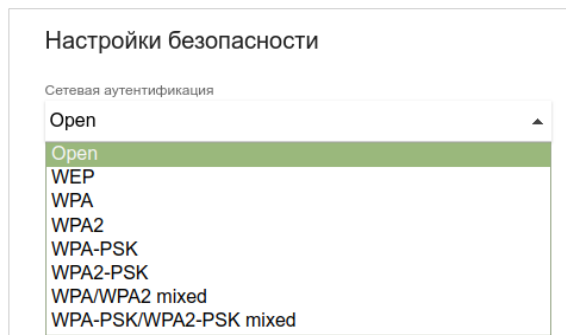 Настройки безопасности
Сетевая аутентификация
Open
Open
WEP
WPA
WPA2
WPA-PSK
WPA2-PSK
WPA/WPA2 mixed
WPA-PSK/WPA2-PSK mixed